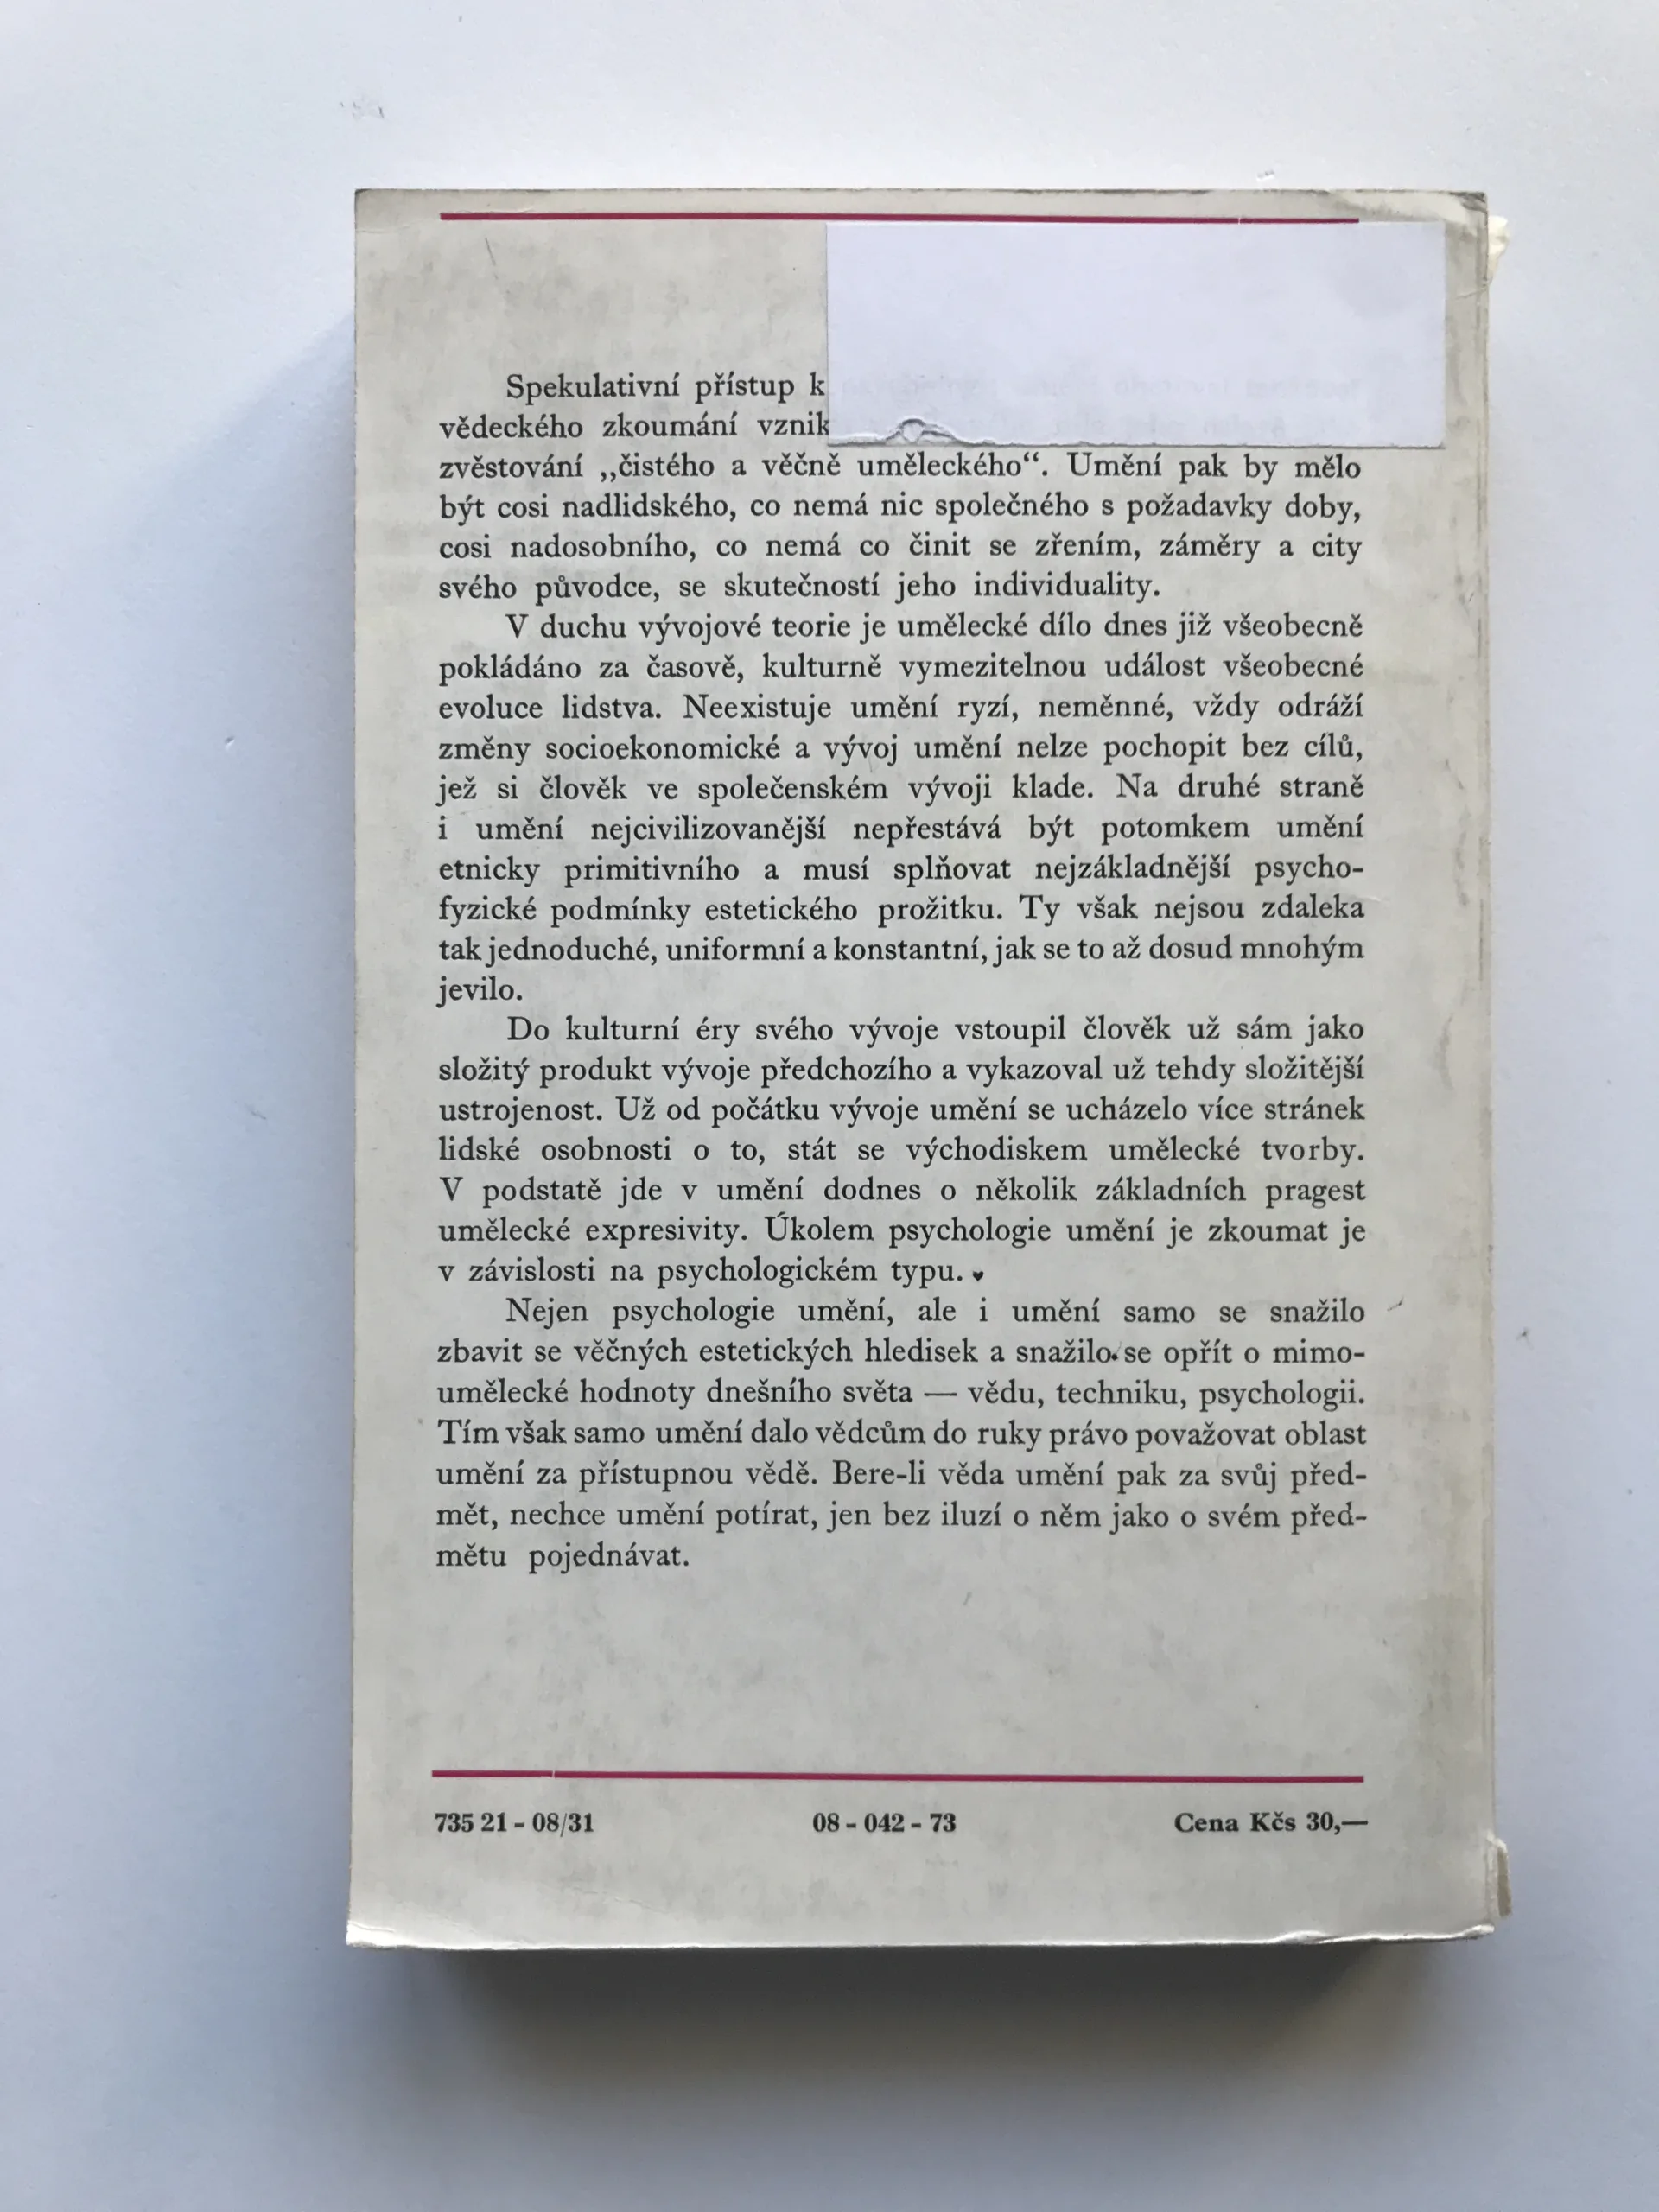 Spekulativní přístup k
vědeckého zkoumání vznik
zvěstování „čistého a věčně uměleckého“. Umění pak by mělo
být cosi nadlidského, co nemá nic společného s požadavky doby,
cosi nadosobního, co nemá co činit se zřením, záměry a city
svého původce, se skutečností jeho individuality.
V duchu vývojové teorie je umělecké dílo dnes již všeobecně
pokládáno za časově, kulturně vymezitelnou událost všeobecné
evoluce lidstva. Neexistuje umění ryzí, neměnné, vždy odráží
změny socioekonomické a vývoj umění nelze pochopit bez cílů,
jež si člověk ve společenském vývoji klade. Na druhé straně
i umění nejcivilizovanější nepřestává být potomkem umění
etnicky primitivního a musí splňovat nejzákladnější psycho-
fyzické podmínky estetického prožitku. Ty však nejsou zdaleka
tak jednoduché, uniformní a konstantní, jak se to až dosud mnohým
jevilo.
Do kulturní éry svého vývoje vstoupil člověk už sám jako
složitý produkt vývoje předchozího a vykazoval už tehdy složitější
ustrojenost. Už od počátku vývoje umění se ucházelo více stránek
lidské osobnosti o to, stát se východiskem umělecké tvorby.
V podstatě jde v umění dodnes o několik základních pragest
umělecké expresivity. Úkolem psychologie umění je zkoumat je
v závislosti na psychologickém typu.
Nejen psychologie umění, ale i umění samo se snažilo
zbavit se věčných estetických hledisek a snažilo se opřít o mimo-
umělecké hodnoty dnešního světa — vědu, techniku, psychologii.
Tím však samo umění dalo vědcům do ruky právo považovat oblast
umění za přístupnou vědě. Bere-li věda umění pak za svůj před-
mět, nechce umění potírat, jen bez iluzí o něm jako o svém před-
mětu pojednávat.
735 21 - 08/31 08 - 042 - 73 Cena Kčs 30,—